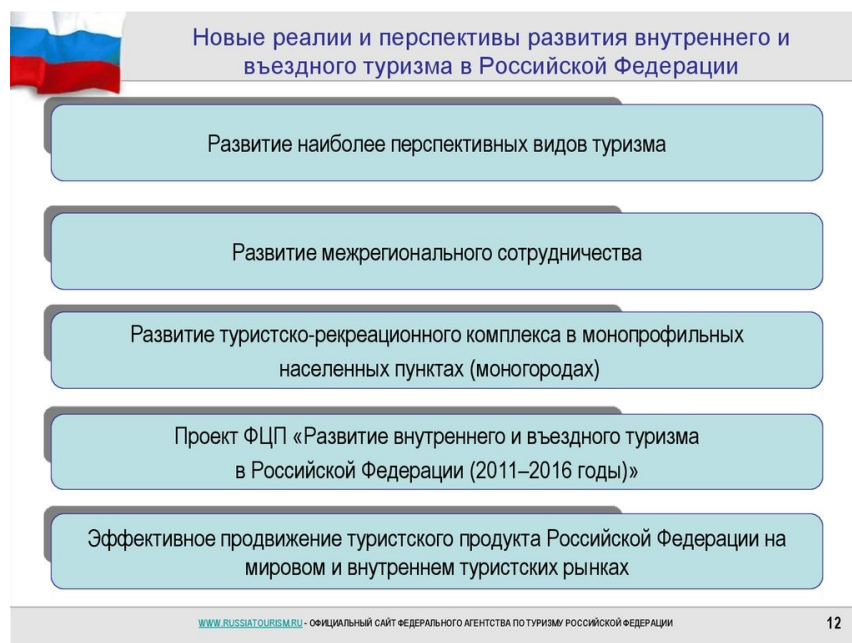 Новые реалии и перспективы развития внутреннего и
въездного туризма в Российской Федерации
Развитие наиболее перспективных видов туризма
Развитие межрегионального сотрудничества
Развитие туристско-рекреационного комплекса в монопрофильных
населенных пунктах (моногородах)
Проект ФЦП «Развитие внутреннего и въездного туризма
в Российской Федерации (2011–2016 годы)»
Эффективное продвижение туристского продукта Российской Федерации на
мировом и внутреннем туристских рынках
WWW.RUSSIATOURISM.RU - ОФИЦИАЛЬНЫЙ САЙТ ФЕДЕРАЛЬНОГО АГЕНТСТВА ПО ТУРИЗМУ РОССИЙСКОЙ ФЕДЕРАЦИИ 12